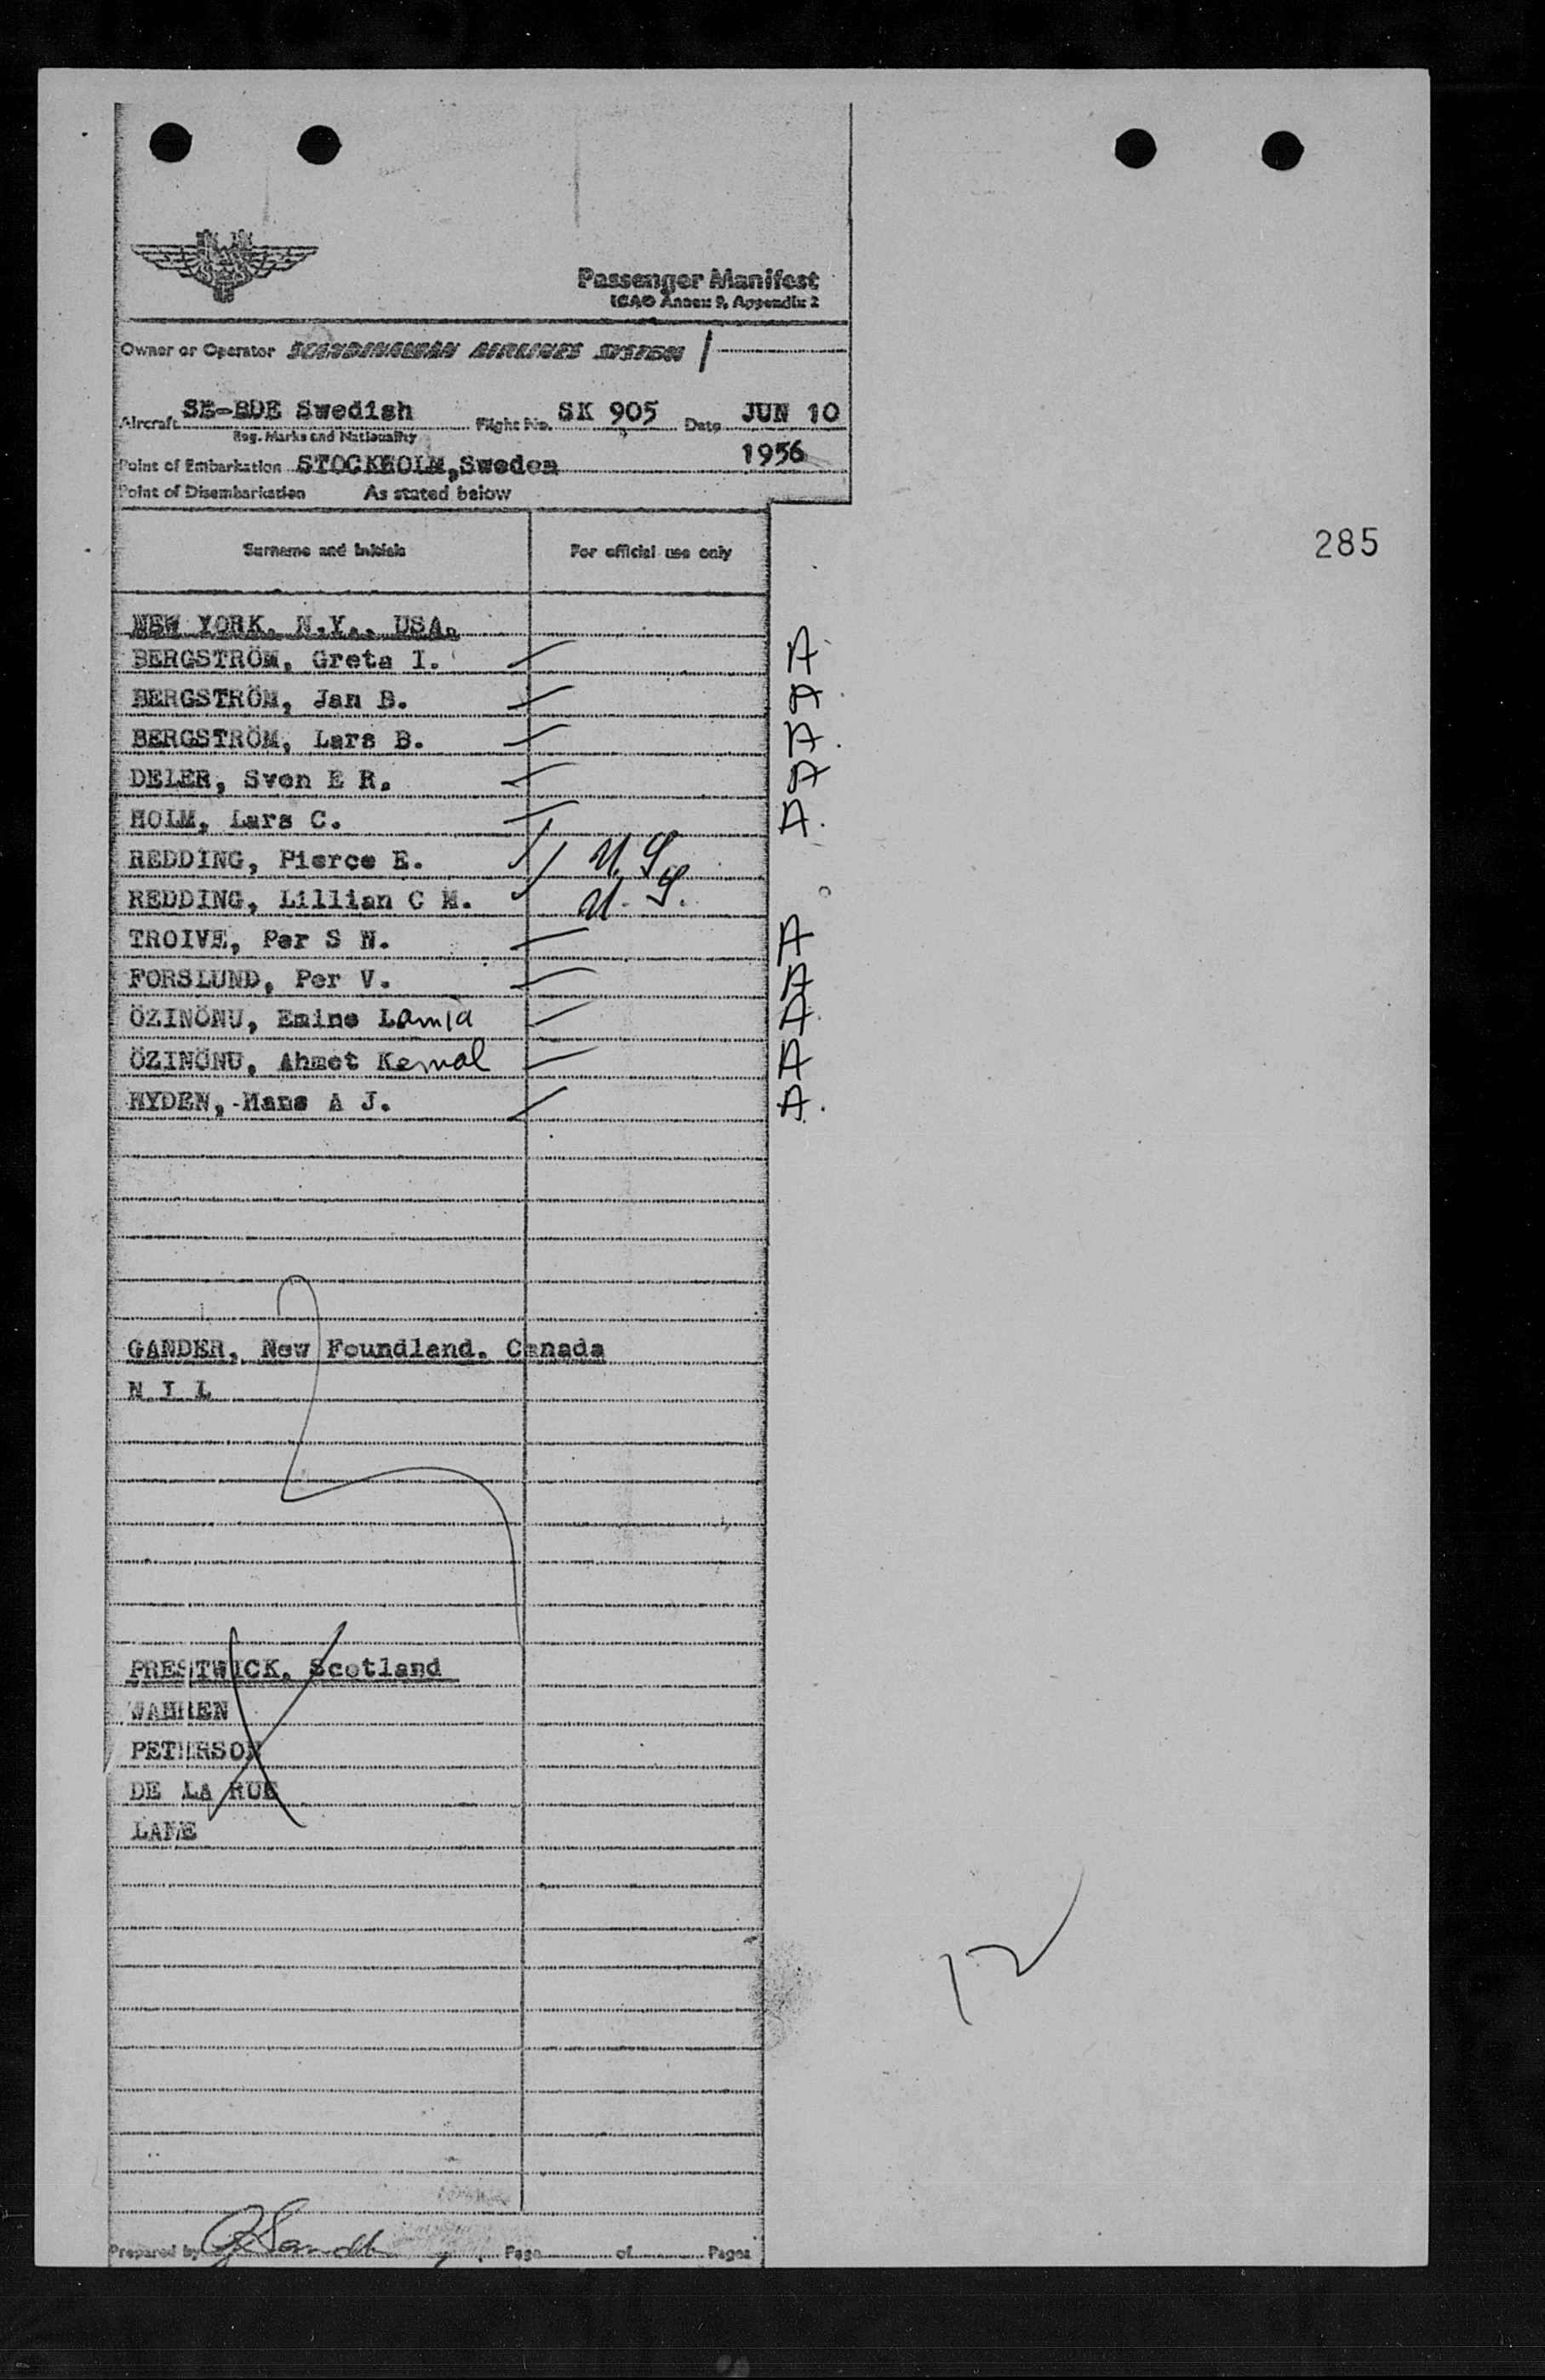 Passenger Manifest
ICAO Annex 9, Appendix 2
Owner or Operator SCANDINAVIAN AIRLINES SYSTEM
Aircraft SE-BDE Swedish Flight No. SK 905 Date JUN 10
Reg. Marks and Nationality
1956
Point of Embarkation STOCKHOLM, Sweden
Point of Disembarkation As stated below
Surname and Initials For official use only
285
NEW YORK, N.Y., USA.
BERGSTRÖM, Greta I. A
BERGSTRÖM, Jan B. A
BERGSTRÖM, Lars B. A
DELER, Sven E R. A
HOLM, Lars C. A.
REDDING, Pierce E. U.S.
REDDING, Lillian C M. U.S.
TROIVE, Per S W. A
FORSLUND, Per V. A
ÖZINÖNU, Emine Lamia A
ÖZINÖNU, Ahmet Kemal A
HYDEN, Hans A J. A.
GANDER, New Foundland, Canada
N I L
PRESTWICK, Scotland
PETERSON
DE LA RUE
LANE
12
Prepared by Page of Pages